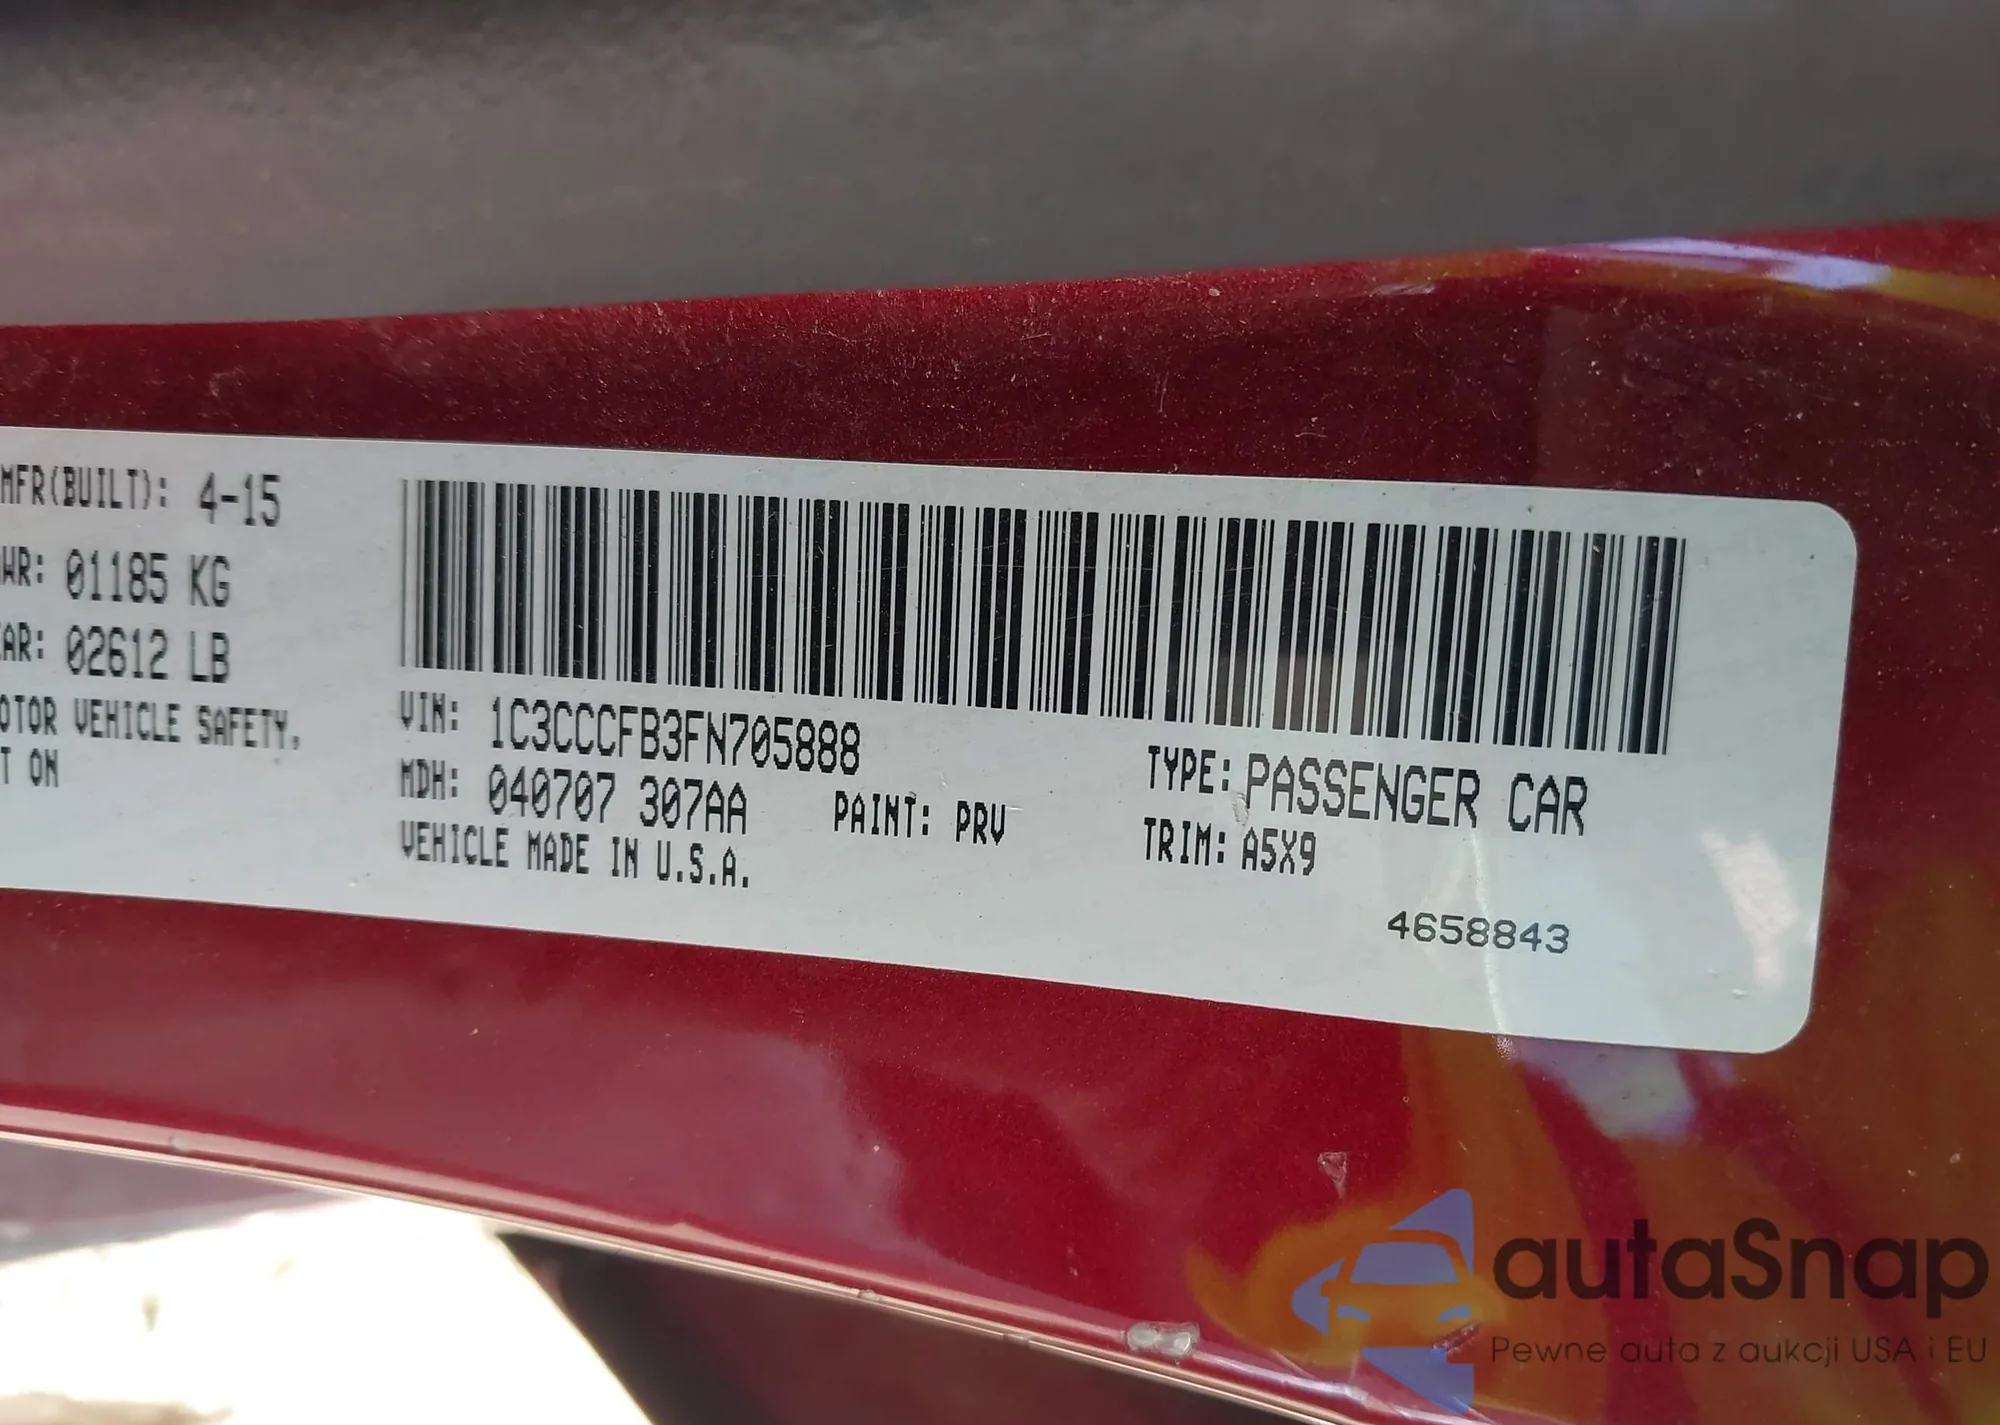 MFR(BUILT): 4-15
WR: 01185 KG
AR: 02612 LB
OTOR VEHICLE SAFETY,
T ON
VIN: 1C3CCCFB3FN705888
MDH: 040707 307AA
PAINT: PRV
VEHICLE MADE IN U.S.A.
TYPE: PASSENGER CAR
TRIM: A5X9
4658843
autaSnap
Pewne auta z aukcji USA i EU